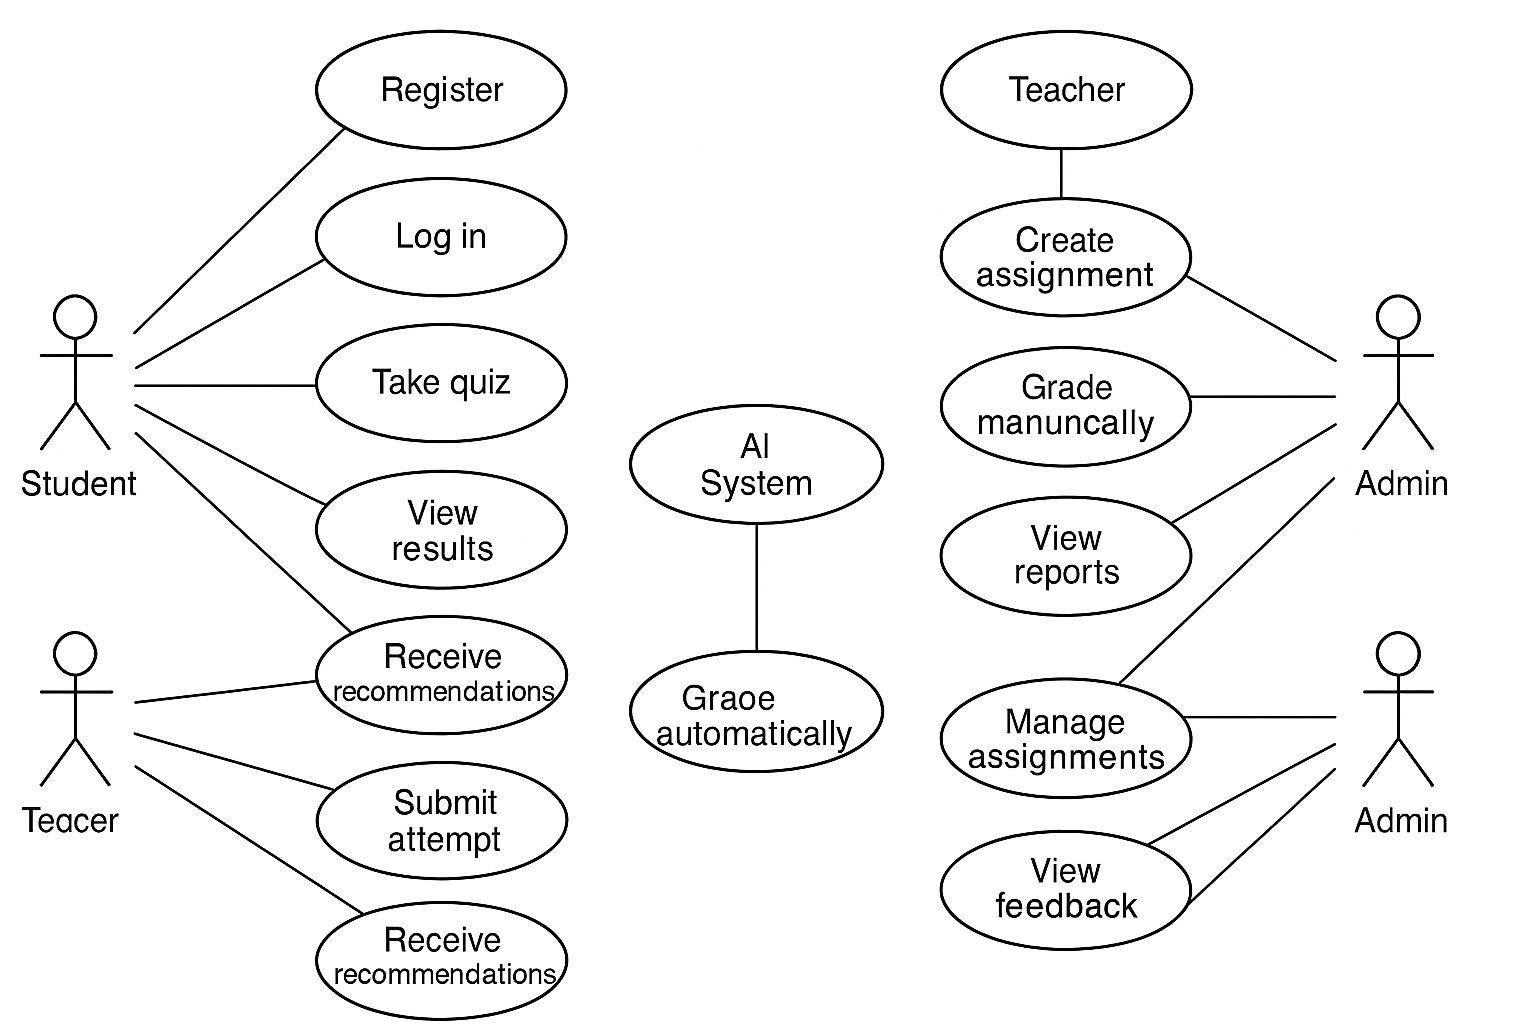 Register
Log in
Take quiz
View
results
Receive
recommendations
Submit
attempt
Receive
recommendations
Student
Teacer
AI
System
Graoe
automatically
Teacher
Create
assignment
Grade
manuncally
View
reports
Manage
assignments
View
feedback
Admin
Admin